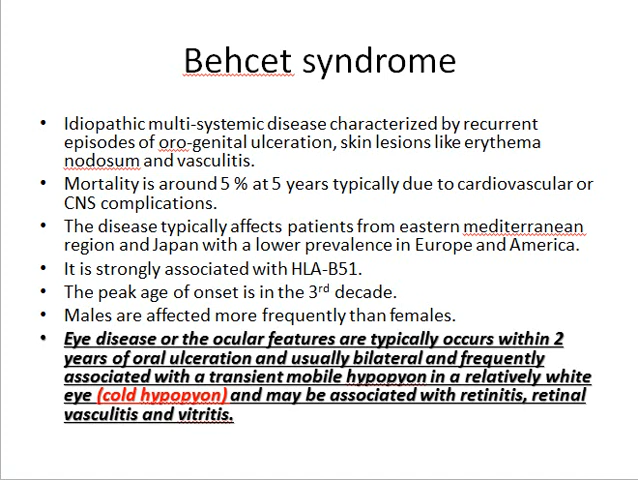 Behcet syndrome
• Idiopathic multi-systemic disease characterized by recurrent
episodes of oro-genital ulceration, skin lesions like erythema
nodosum and vasculitis.
• Mortality is around 5 % at 5 years typically due to cardiovascular or
CNS complications.
• The disease typically affects patients from eastern mediterranean
region and Japan with a lower prevalence in Europe and America.
• It is strongly associated with HLA-B51.
• The peak age of onset is in the 3rd decade.
• Males are affected more frequently than females.
• Eye disease or the ocular features are typically occurs within 2
years of oral ulceration and usually bilateral and frequently
associated with a transient mobile hypopyon in a relatively white
eye (cold hypopyon) and may be associated with retinitis, retinal
vasculitis and vitritis.